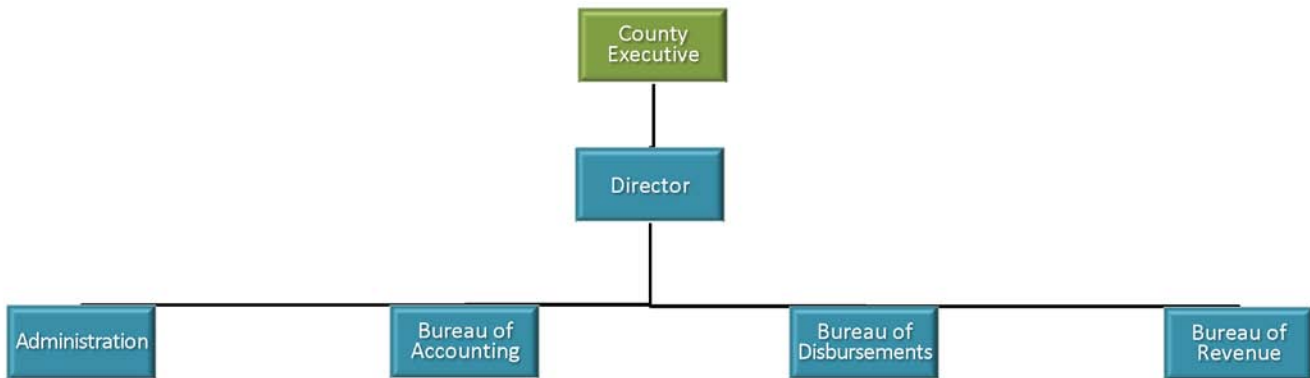 County
Executive
Director
Administration
Bureau of
Accounting
Bureau of
Disbursements
Bureau of
Revenue